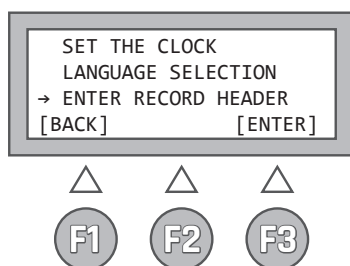 SET THE CLOCK
LANGUAGE SELECTION
→ ENTER RECORD HEADER
[BACK] [ENTER]
F1 F2 F3